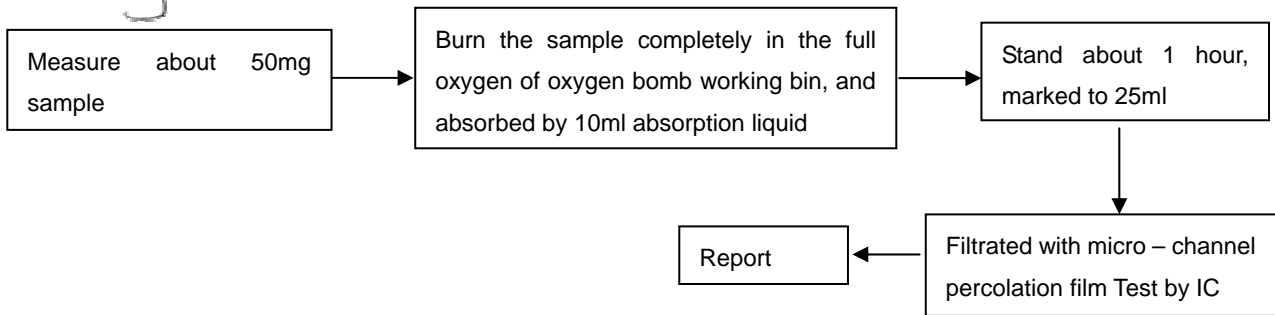 Measure about 50mg
sample
Burn the sample completely in the full
oxygen of oxygen bomb working bin, and
absorbed by 10ml absorption liquid
Stand about 1 hour,
marked to 25ml
Filtrated with micro – channel
percolation film Test by IC
Report